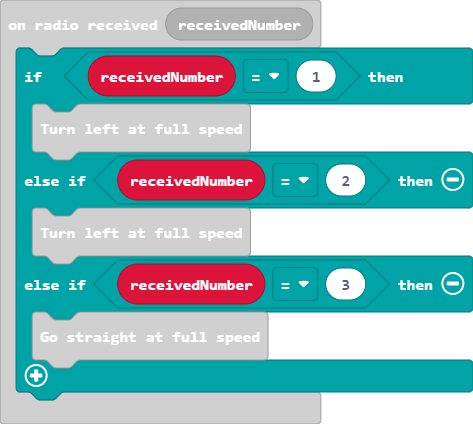 on radio received receivedNumber
if receivedNumber = 1 then
Turn left at full speed
else if receivedNumber = 2 then
Turn left at full speed
else if receivedNumber = 3 then
Go straight at full speed